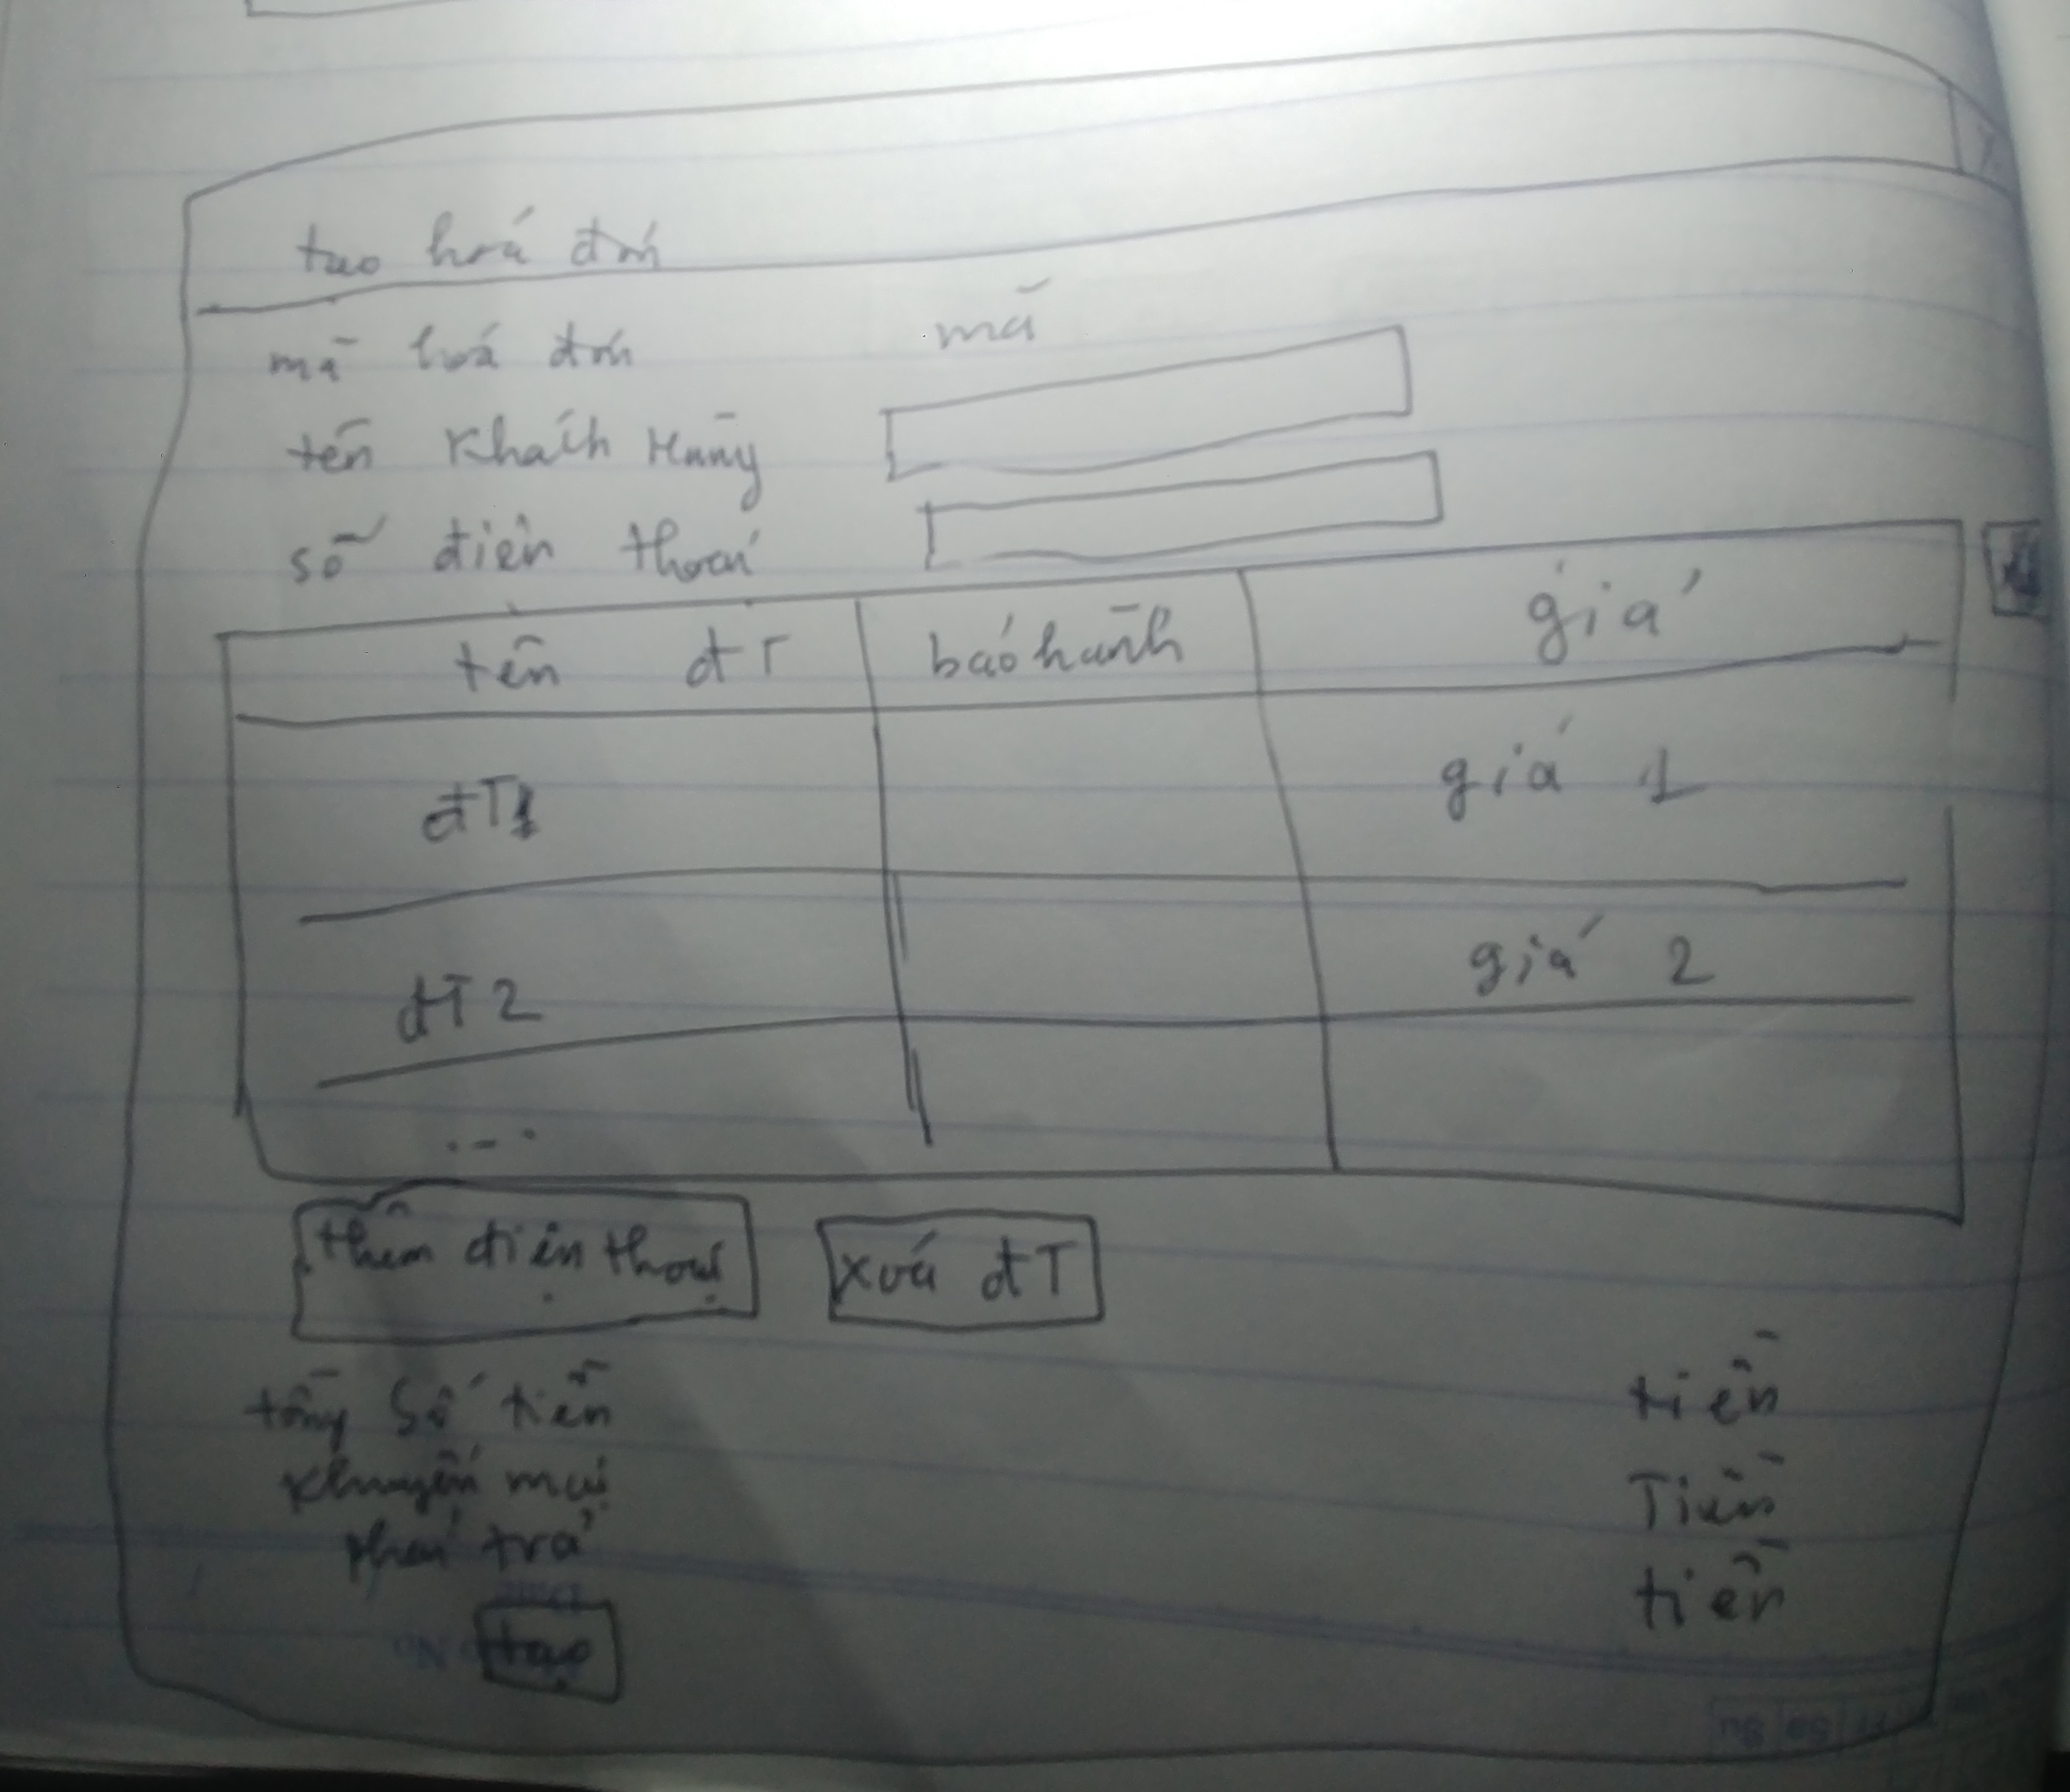 tạo hoá đơn
mã hoá đơn mã
tên Khách Hàng
số điện thoại
tên đT bảo hành giá
đT1 giá 1
đT2 giá 2
...
thêm điện thoại xoá đT
tổng số tiền tiền
khuyến mại Tiền
phải trả tiền
tạo